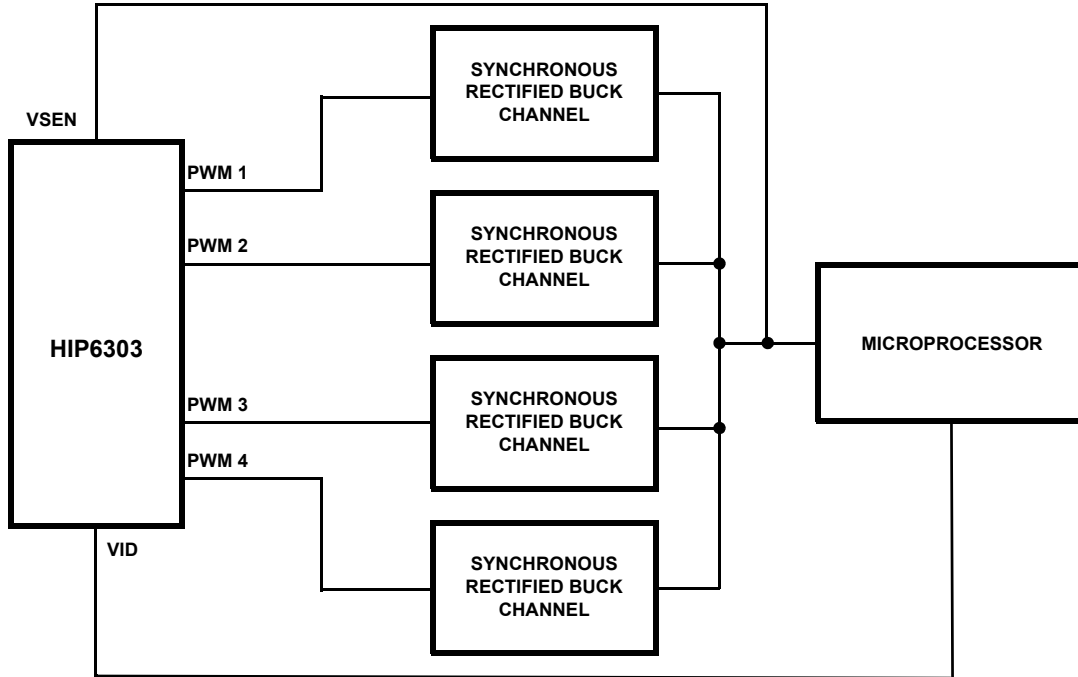 VSEN
PWM 1
PWM 2
HIP6303
PWM 3
PWM 4
VID
SYNCHRONOUS
RECTIFIED BUCK
CHANNEL
SYNCHRONOUS
RECTIFIED BUCK
CHANNEL
SYNCHRONOUS
RECTIFIED BUCK
CHANNEL
SYNCHRONOUS
RECTIFIED BUCK
CHANNEL
MICROPROCESSOR